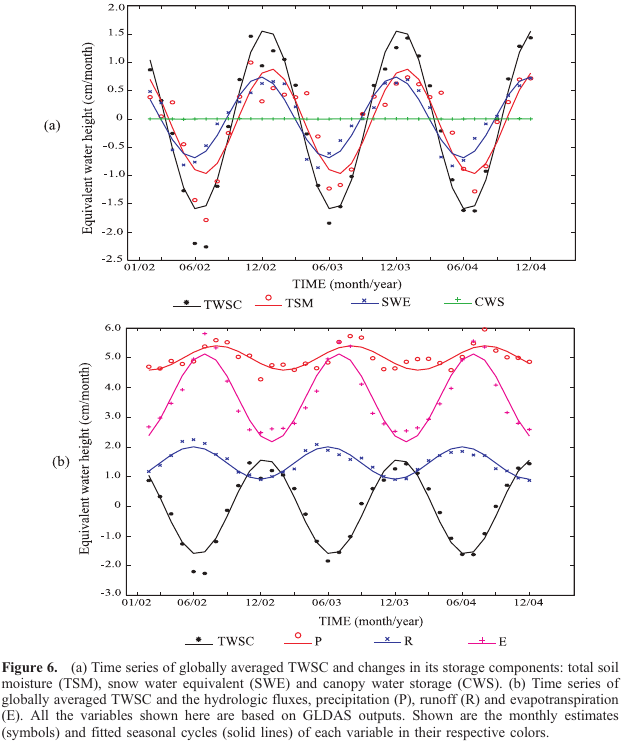 2.0
1.5
1.0
0.5
0
-0.5
-1.0
-1.5
-2.0
-2.5
Equivalent water height (cm/month)
(a)
01/02 06/02 12/02 06/03 12/03 06/04 12/04
TIME (month/year)
TWSC TSM SWE CWS
6.0
5.0
4.0
3.0
2.0
1.0
0
-1.0
-2.0
-3.0
Equivalent water height (cm/month)
(b)
01/02 06/02 12/02 06/03 12/03 06/04 12/04
TIME (month/year)
TWSC P R E
Figure 6. (a) Time series of globally averaged TWSC and changes in its storage components: total soil
moisture (TSM), snow water equivalent (SWE) and canopy water storage (CWS). (b) Time series of
globally averaged TWSC and the hydrologic fluxes, precipitation (P), runoff (R) and evapotranspiration
(E). All the variables shown here are based on GLDAS outputs. Shown are the monthly estimates
(symbols) and fitted seasonal cycles (solid lines) of each variable in their respective colors.